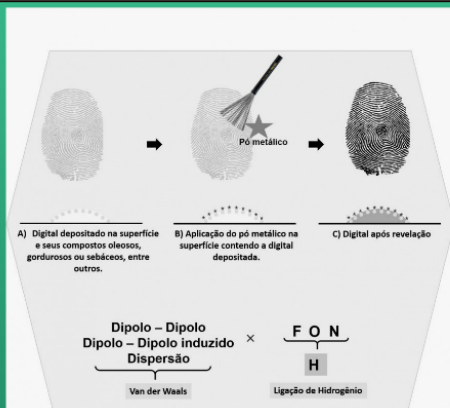 Pó metálico
A) Digital depositado na superfície
e seus compostos oleosos,
gordurosos ou sebáceos, entre
outros.
B) Aplicação do pó metálico na
superfície contendo a digital
depositada.
C) Digital após revelação
Dipolo – Dipolo
Dipolo – Dipolo induzido
Dispersão
×
F O N
H
Van der Waals
Ligação de Hidrogênio